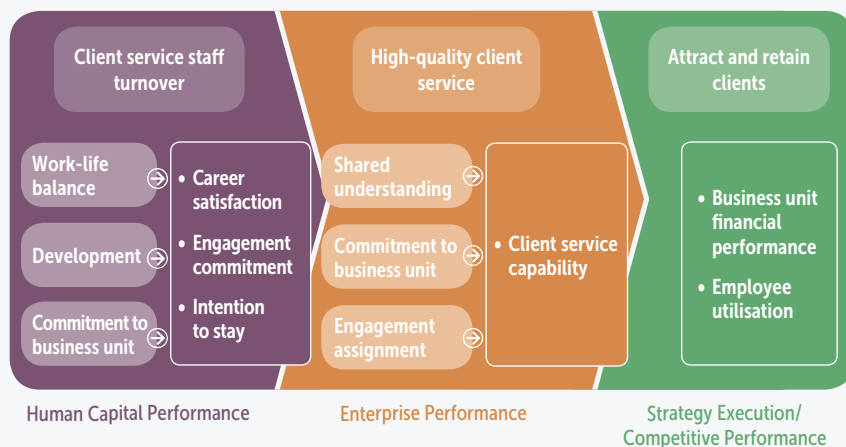 Client service staff
turnover
Work-life
balance
Development
Commitment to
business unit
• Career
satisfaction
• Engagement
commitment
• Intention
to stay
Human Capital Performance
High-quality client
service
Shared
understanding
Commitment to
business unit
Engagement
assignment
• Client service
capability
Enterprise Performance
Attract and retain
clients
• Business unit
financial
performance
• Employee
utilisation
Strategy Execution/
Competitive Performance